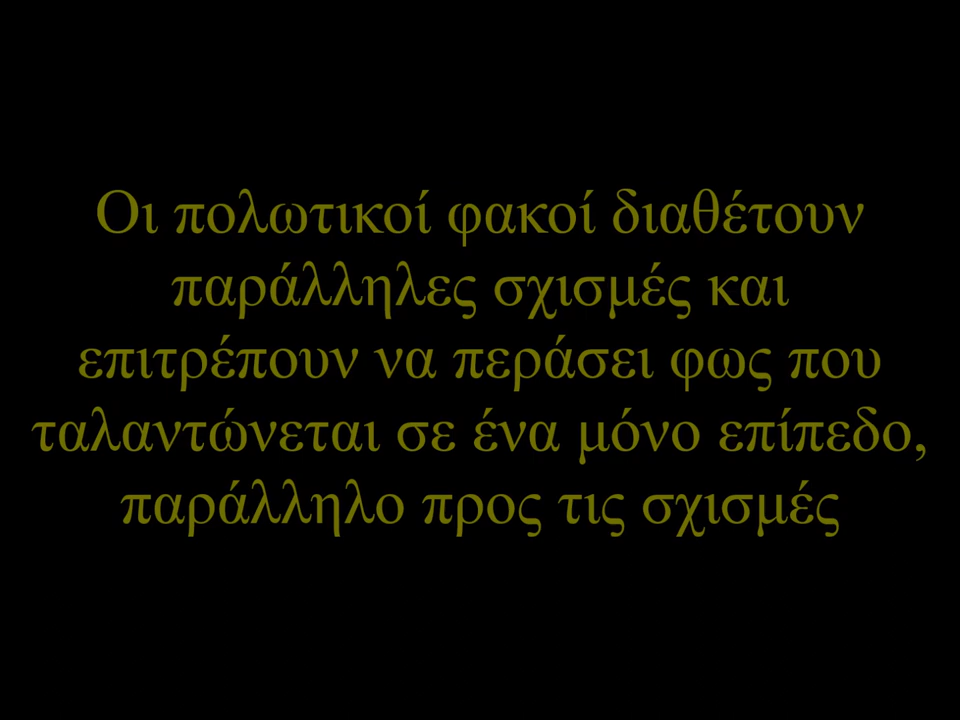 Οι πολωτικοί φακοί διαθέτουν
παράλληλες σχισμές και
επιτρέπουν να περάσει φως που
ταλαντώνεται σε ένα μόνο επίπεδο,
παράλληλο προς τις σχισμές